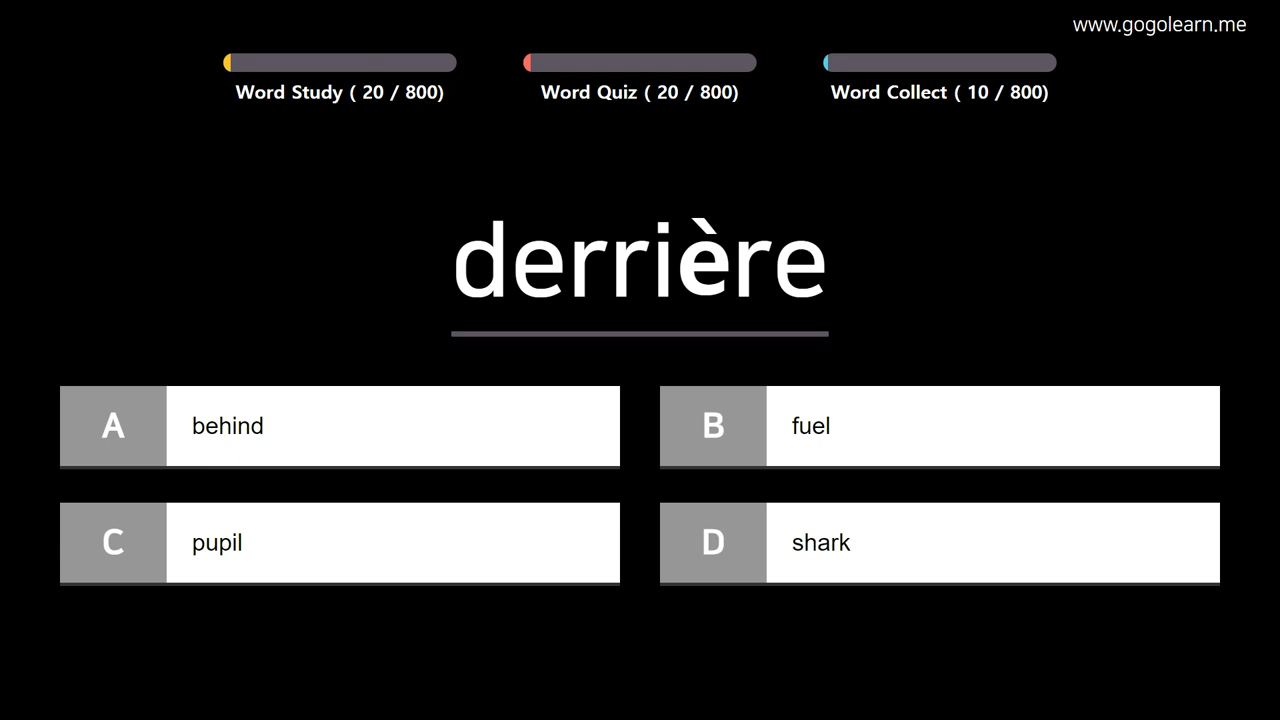 www.gogolearn.me
Word Study ( 20 / 800) Word Quiz ( 20 / 800) Word Collect ( 10 / 800)
derrière
A behind B fuel
C pupil D shark